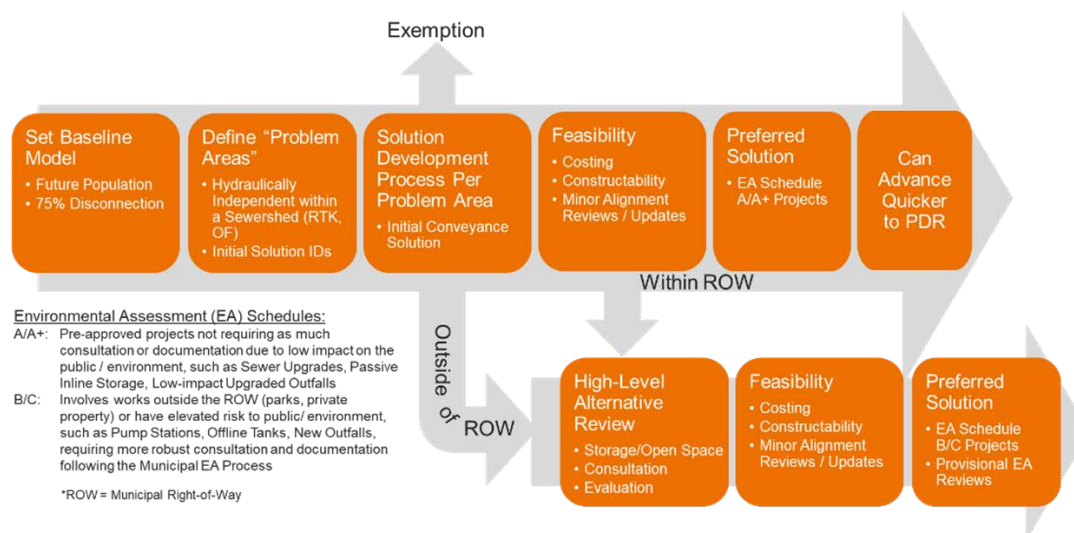 Exemption
Set Baseline
Model
• Future Population
• 75% Disconnection
Define “Problem
Areas”
• Hydraulically
Independent within
a Sewershed (RTK,
OF)
• Initial Solution IDs
Solution
Development
Process Per
Problem Area
• Initial Conveyance
Solution
Feasibility
• Costing
• Constructability
• Minor Alignment
Reviews / Updates
Preferred
Solution
• EA Schedule
A/A+ Projects
Can
Advance
Quicker
to PDR
Within ROW
Outside of ROW
Environmental Assessment (EA) Schedules:
A/A+: Pre-approved projects not requiring as much
consultation or documentation due to low impact on the
public / environment, such as Sewer Upgrades, Passive
Inline Storage, Low-impact Upgraded Outfalls
B/C: Involves works outside the ROW (parks, private
property) or have elevated risk to public/ environment,
such as Pump Stations, Offline Tanks, New Outfalls,
requiring more robust consultation and documentation
following the Municipal EA Process
*ROW = Municipal Right-of-Way
High-Level
Alternative
Review
• Storage/Open Space
• Consultation
• Evaluation
Feasibility
• Costing
• Constructability
• Minor Alignment
Reviews / Updates
Preferred
Solution
• EA Schedule
B/C Projects
• Provisional EA
Reviews